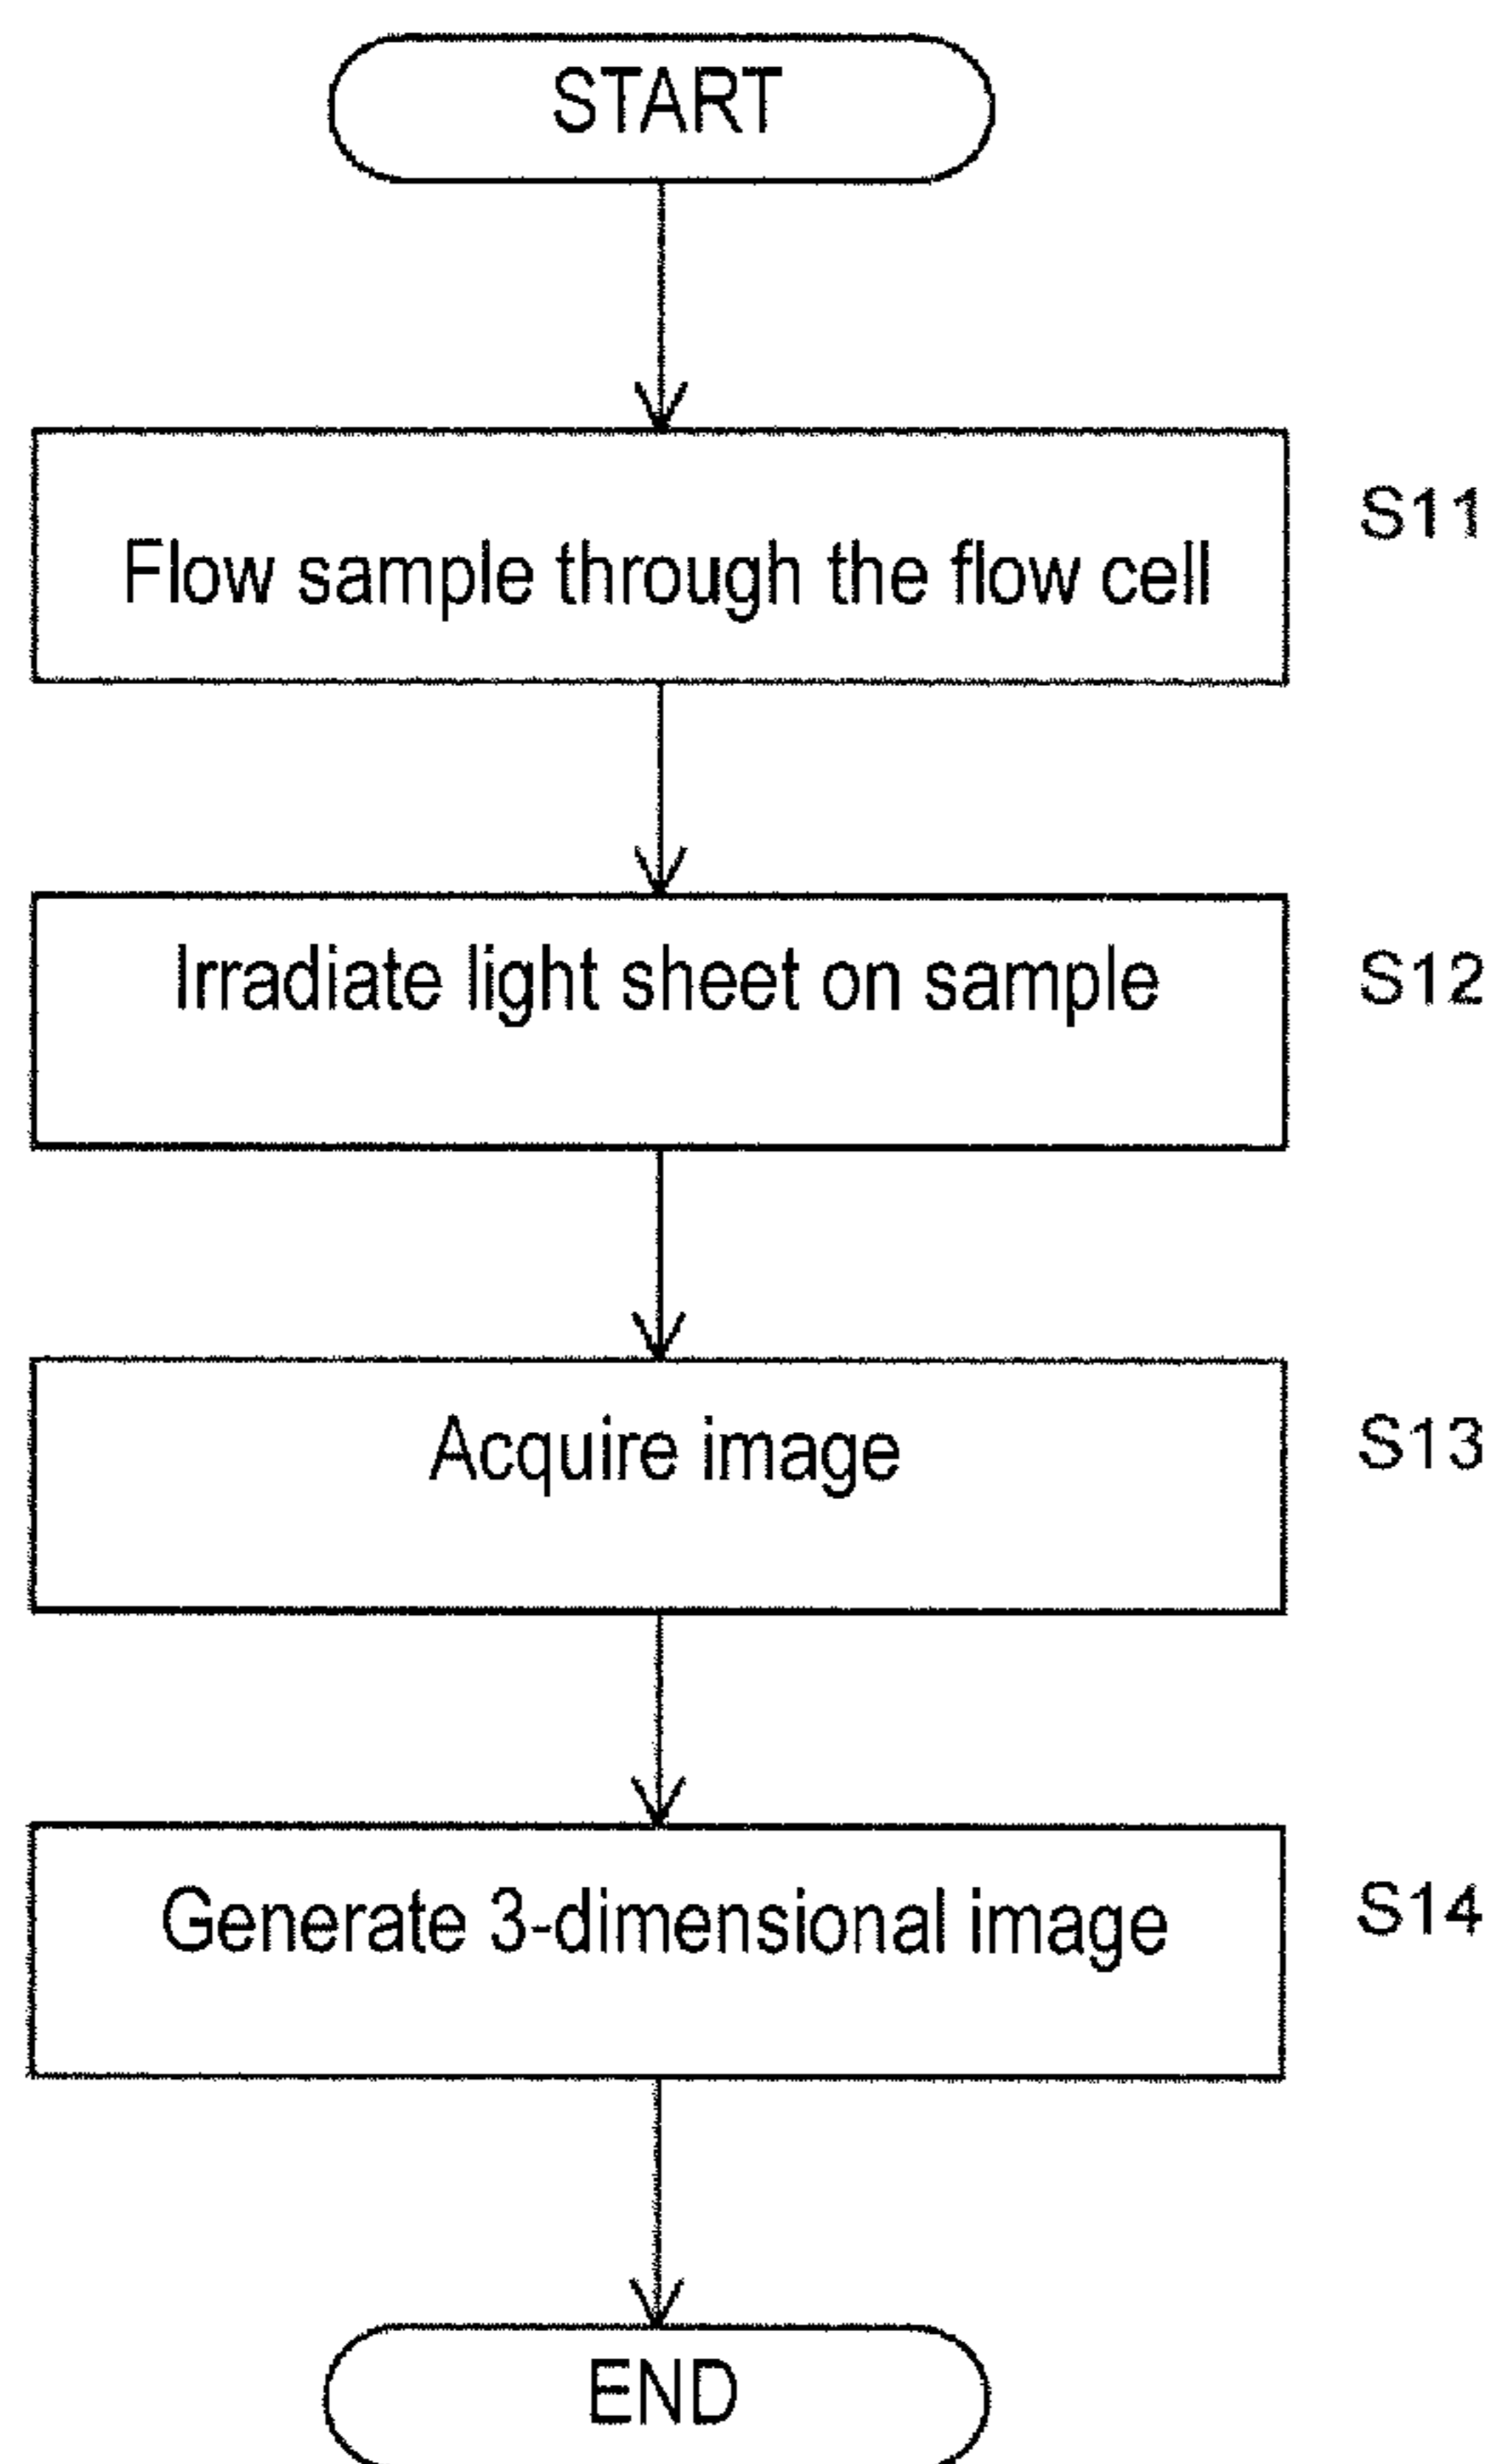 START
Flow sample through the flow cell
S11
Irradiate light sheet on sample
S12
Acquire image
S13
Generate 3-dimensional image
S14
END